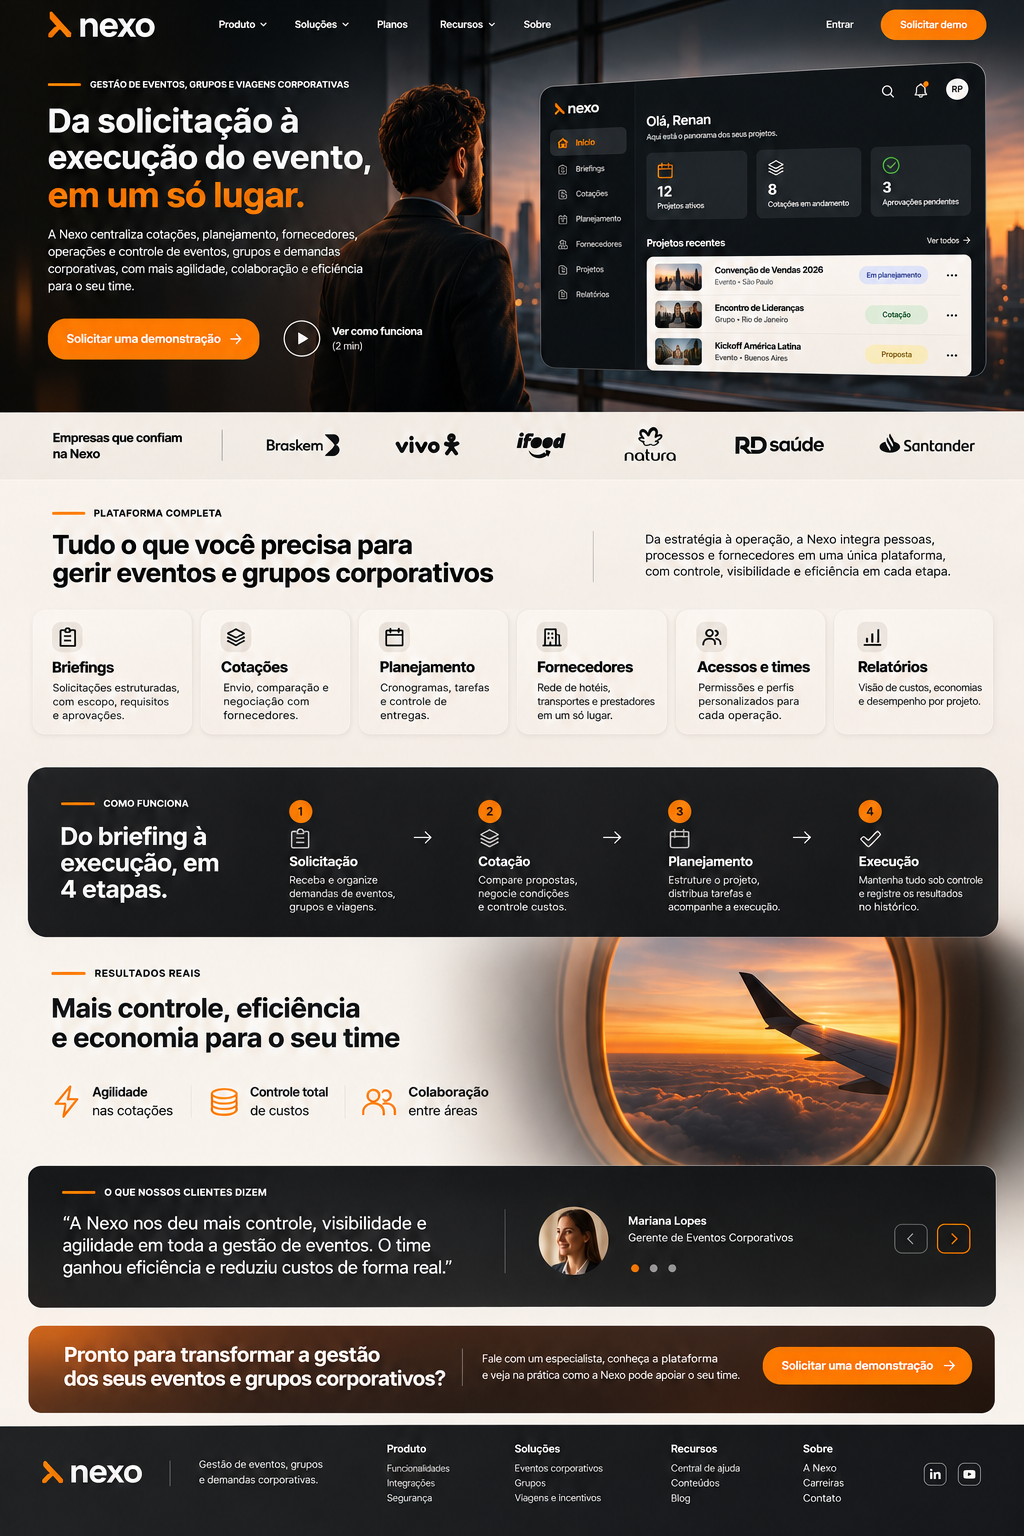 nexo
Produto
Soluções
Planos
Recursos
Sobre
Entrar
Solicitar demo
GESTÃO DE EVENTOS, GRUPOS E VIAGENS CORPORATIVAS
Da solicitação à
execução do evento,
em um só lugar.
A Nexo centraliza cotações, planejamento, fornecedores,
operações e controle de eventos, grupos e demandas
corporativas, com mais agilidade, colaboração e eficiência
para o seu time.
Solicitar uma demonstração
Ver como funciona
(2 min)
nexo
Início
Briefings
Cotações
Planejamento
Fornecedores
Projetos
Relatórios
RP
Olá, Renan
Aqui está o panorama dos seus projetos.
12
Projetos ativos
8
Cotações em andamento
3
Aprovações pendentes
Projetos recentes
Ver todos
Convenção de Vendas 2026
Evento • São Paulo
Em planejamento
Encontro de Lideranças
Grupo • Rio de Janeiro
Cotação
Kickoff América Latina
Evento • Buenos Aires
Proposta
Empresas que confiam
na Nexo
Braskem
vivo
ifood
natura
RD saúde
Santander
PLATAFORMA COMPLETA
Tudo o que você precisa para
gerir eventos e grupos corporativos
Da estratégia à operação, a Nexo integra pessoas,
processos e fornecedores em uma única plataforma,
com controle, visibilidade e eficiência em cada etapa.
Briefings
Solicitações estruturadas,
com escopo, requisitos
e aprovações.
Cotações
Envio, comparação e
negociação com
fornecedores.
Planejamento
Cronogramas, tarefas
e controle de
entregas.
Fornecedores
Rede de hotéis,
transportes e prestadores
em um só lugar.
Acessos e times
Permissões e perfis
personalizados para
cada operação.
Relatórios
Visão de custos, economias
e desempenho por projeto.
COMO FUNCIONA
Do briefing à
execução, em
4 etapas.
1
Solicitação
Receba e organize
demandas de eventos,
grupos e viagens.
2
Cotação
Compare propostas,
negocie condições
e controle custos.
3
Planejamento
Estruture o projeto,
distribua tarefas e
acompanhe a execução.
4
Execução
Mantenha tudo sob controle
e registre os resultados
no histórico.
RESULTADOS REAIS
Mais controle, eficiência
e economia para o seu time
Agilidade
nas cotações
Controle total
de custos
Colaboração
entre áreas
O QUE NOSSOS CLIENTES DIZEM
“A Nexo nos deu mais controle, visibilidade e
agilidade em toda a gestão de eventos. O time
ganhou eficiência e reduziu custos de forma real.”
Mariana Lopes
Gerente de Eventos Corporativos
Pronto para transformar a gestão
dos seus eventos e grupos corporativos?
Fale com um especialista, conheça a plataforma
e veja na prática como a Nexo pode apoiar o seu time.
Solicitar uma demonstração
nexo
Gestão de eventos, grupos
e demandas corporativas.
Produto
Funcionalidades
Integrações
Segurança
Soluções
Eventos corporativos
Grupos
Viagens e incentivos
Recursos
Central de ajuda
Conteúdos
Blog
Sobre
A Nexo
Carreiras
Contato
in